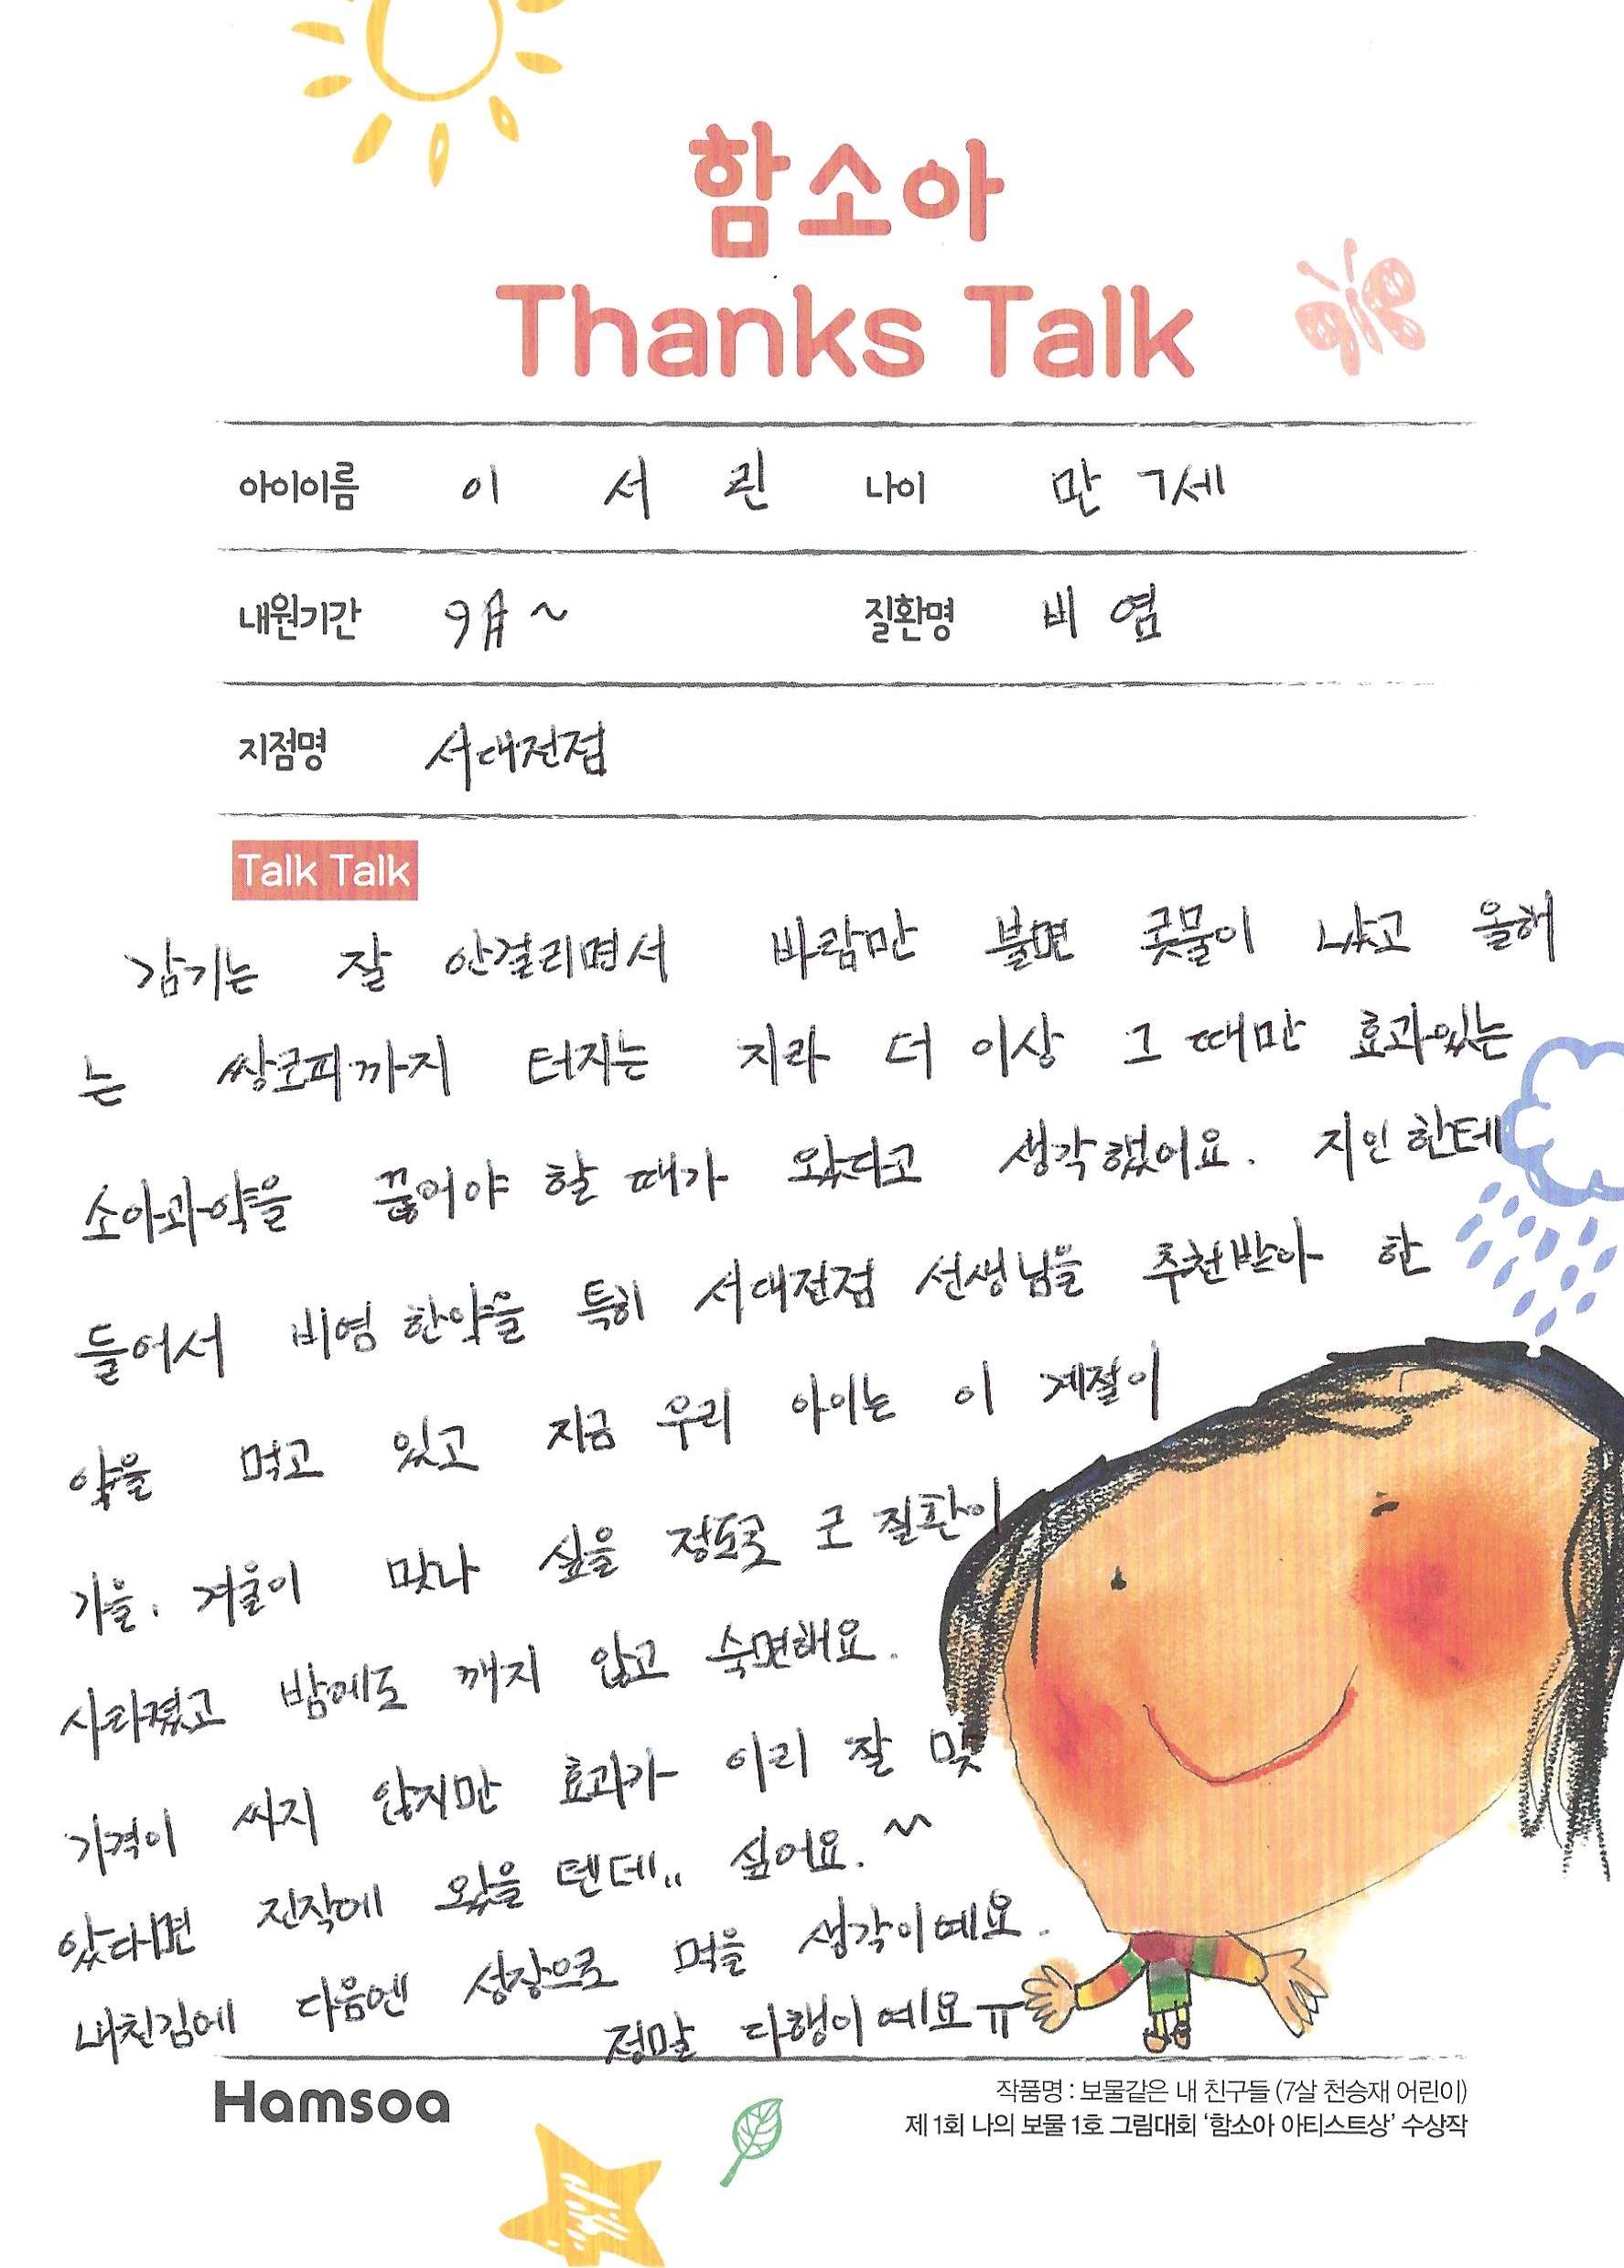 함소아
Thanks Talk
아이이름 이 서 린 나이 만 7세
내원기간 9月 ~ 질환명 비 염
지점명 서대전점
Talk Talk
감기는 잘 안걸리면서 바람만 불면 콧물이 나고 올해
는 쌍코피까지 터지는 지라 더 이상 그 때만 효과있는
소아과약을 끊어야 할 때가 왔다고 생각했어요. 지인한테
들어서 비염 한약을 특히 서대전점 선생님을 추천받아 한
약을 먹고 있고 지금 우리 아이는 이 계절이
가을, 겨울이 맞나 싶을 정도로 코 질환이
사라졌고 밤에도 깨지 않고 숙면해요.
가격이 싸지 않지만 효과가 이리 잘 맞
았다면 진작에 왔을 텐데.. 싶어요. ~
내친김에 다음엔 성장으로 먹을 생각이예요.
정말 다행이예요 ㅠ
Hamsoa
작품명 : 보물같은 내 친구들 (7살 천승재 어린이)
제 1회 나의 보물 1호 그림대회 ‘함소아 아티스트상’ 수상작